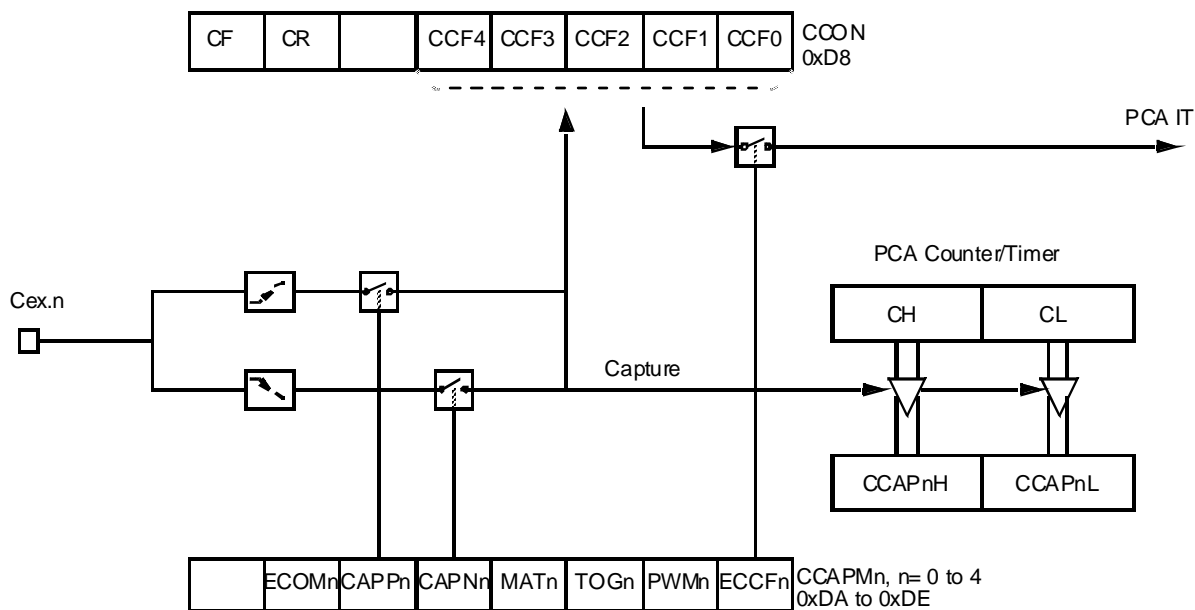 CF CR CCF4 CCF3 CCF2 CCF1 CCF0 CCON
0xD8
PCA IT
PCA Counter/Timer
Cex.n
CH CL
Capture
CCAPnH CCAPnL
ECOMn CAPPn CAPNn MATn TOGn PWMn ECCFn CCAPMn, n= 0 to 4
0xDA to 0xDE